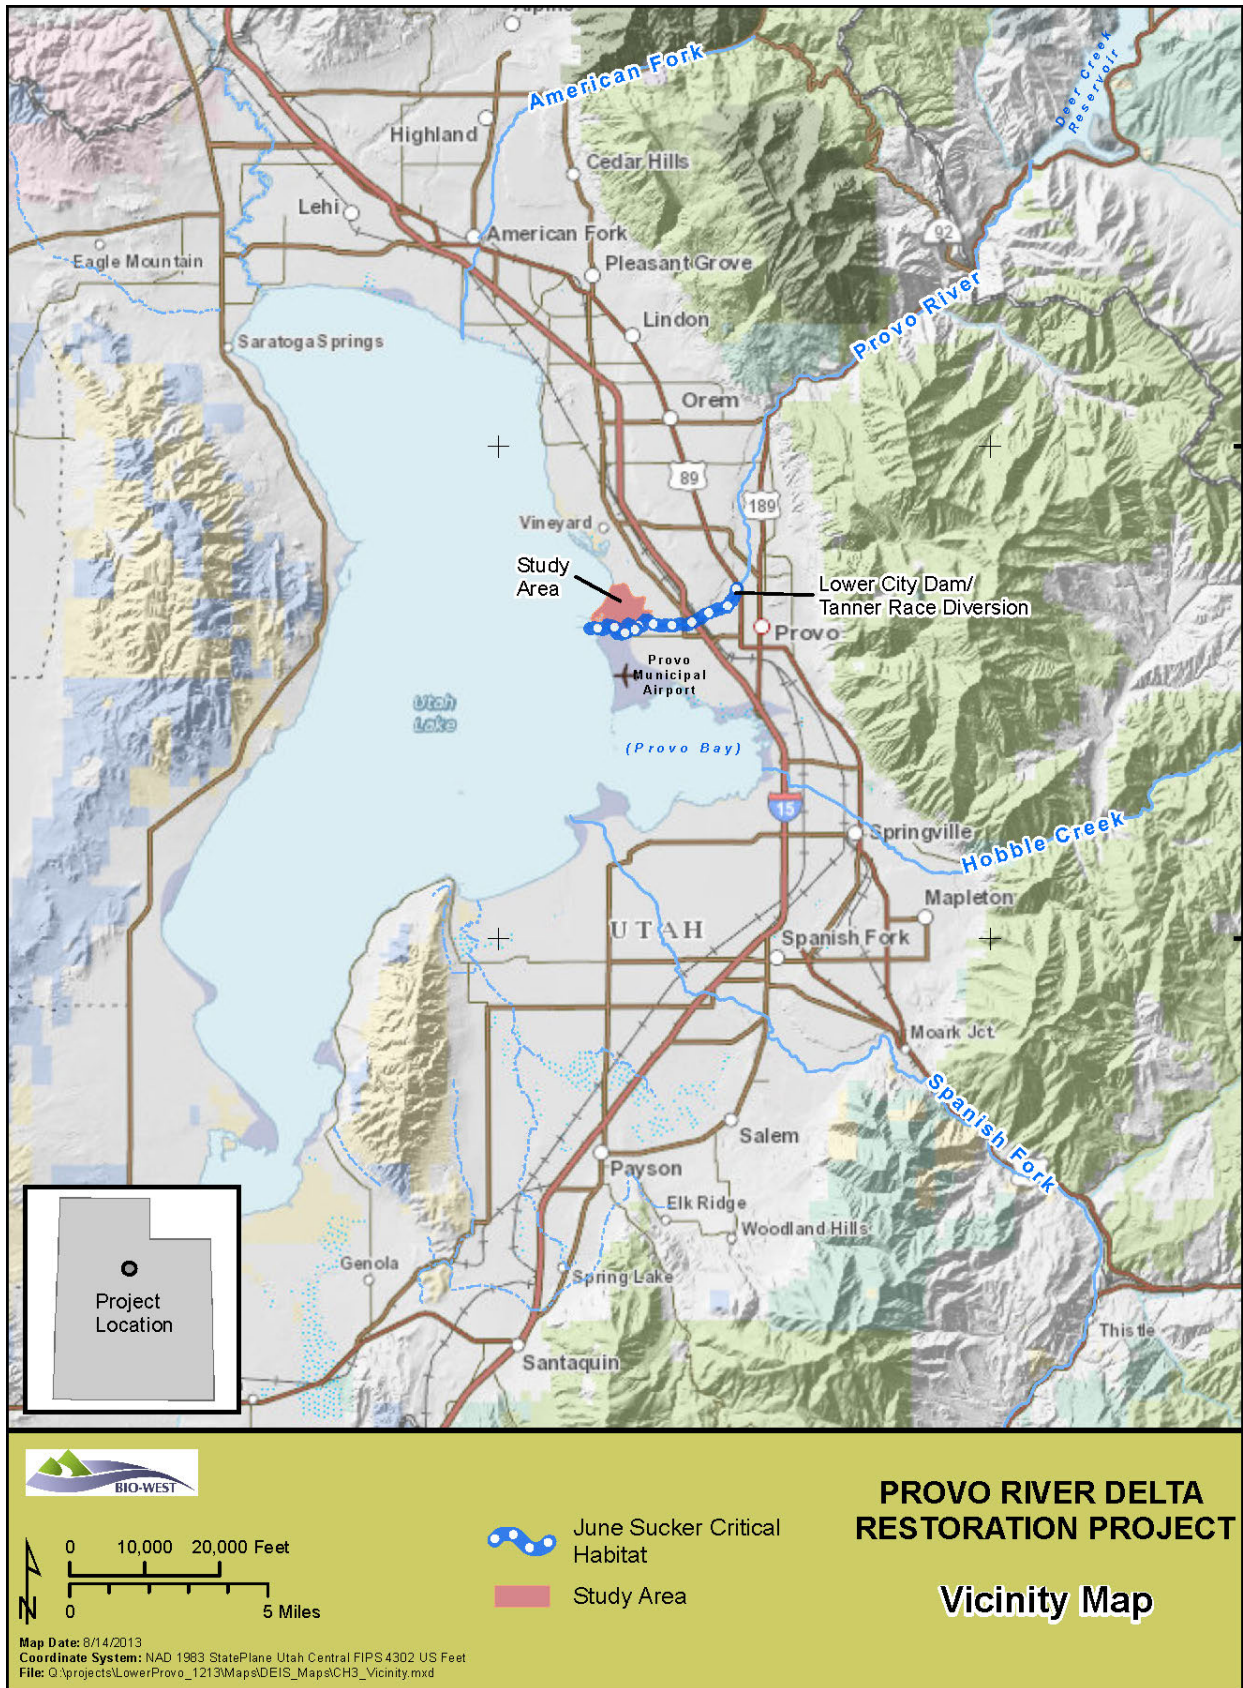 Alpine
American Fork
Deer Creek
Reservoir
Highland
Cedar Hills
Lehi
American Fork
92
Eagle Mountain
Pleasant Grove
Provo River
Lindon
Saratoga Springs
Orem
89
189
Vineyard
Study
Area
Lower City Dam/
Tanner Race Diversion
Provo
Provo
Municipal
Airport
Utah
Lake
(Provo Bay)
15
Springville
Hobble Creek
Mapleton
UTAH
Spanish Fork
Moark Jct.
Spanish Fork
Salem
Payson
Elk Ridge
Woodland Hills
Genola
Spring Lake
Project
Location
Thistle
Santaquin
BIO-WEST
PROVO RIVER DELTA
RESTORATION PROJECT
Vicinity Map
June Sucker Critical
Habitat
Study Area
0 10,000 20,000 Feet
0 5 Miles
N
Map Date: 8/14/2013
Coordinate System: NAD 1983 StatePlane Utah Central FIPS 4302 US Feet
File: Q:\projects\LowerProvo_1213\Maps\DEIS_Maps\CH3_Vicinity.mxd